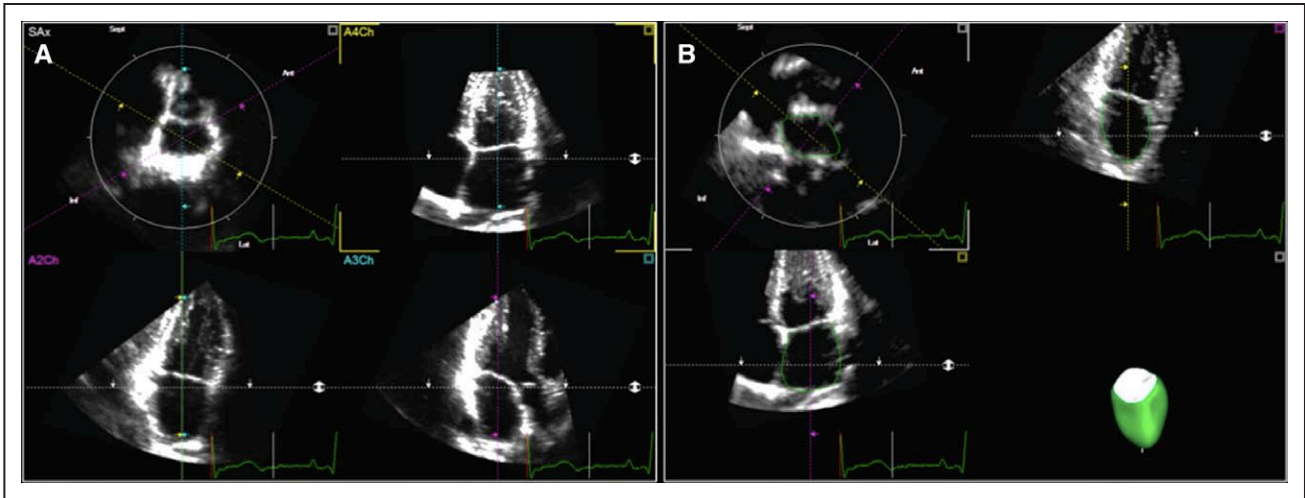 A
SAx
Sept
Ant
Inf
Lat
A4Ch
A2Ch
A3Ch
B
Sept
Ant
Inf
Lat